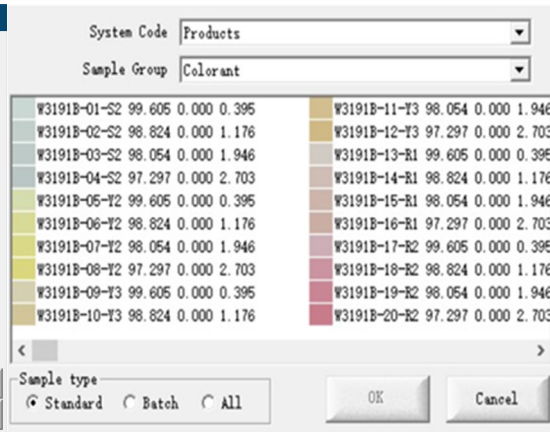 System Code Products
Sample Group Colorant
W3191B-01-S2 99.605 0.000 0.395
W3191B-02-S2 98.824 0.000 1.176
W3191B-03-S2 98.054 0.000 1.946
W3191B-04-S2 97.297 0.000 2.703
W3191B-05-Y2 99.605 0.000 0.395
W3191B-06-Y2 98.824 0.000 1.176
W3191B-07-Y2 98.054 0.000 1.946
W3191B-08-Y2 97.297 0.000 2.703
W3191B-09-Y3 99.605 0.000 0.395
W3191B-10-Y3 98.824 0.000 1.176
W3191B-11-Y3 98.054 0.000 1.946
W3191B-12-Y3 97.297 0.000 2.703
W3191B-13-R1 99.605 0.000 0.395
W3191B-14-R1 98.824 0.000 1.176
W3191B-15-R1 98.054 0.000 1.946
W3191B-16-R1 97.297 0.000 2.703
W3191B-17-R2 99.605 0.000 0.395
W3191B-18-R2 98.824 0.000 1.176
W3191B-19-R2 98.054 0.000 1.946
W3191B-20-R2 97.297 0.000 2.703
Sample type
Standard Batch All
OK Cancel